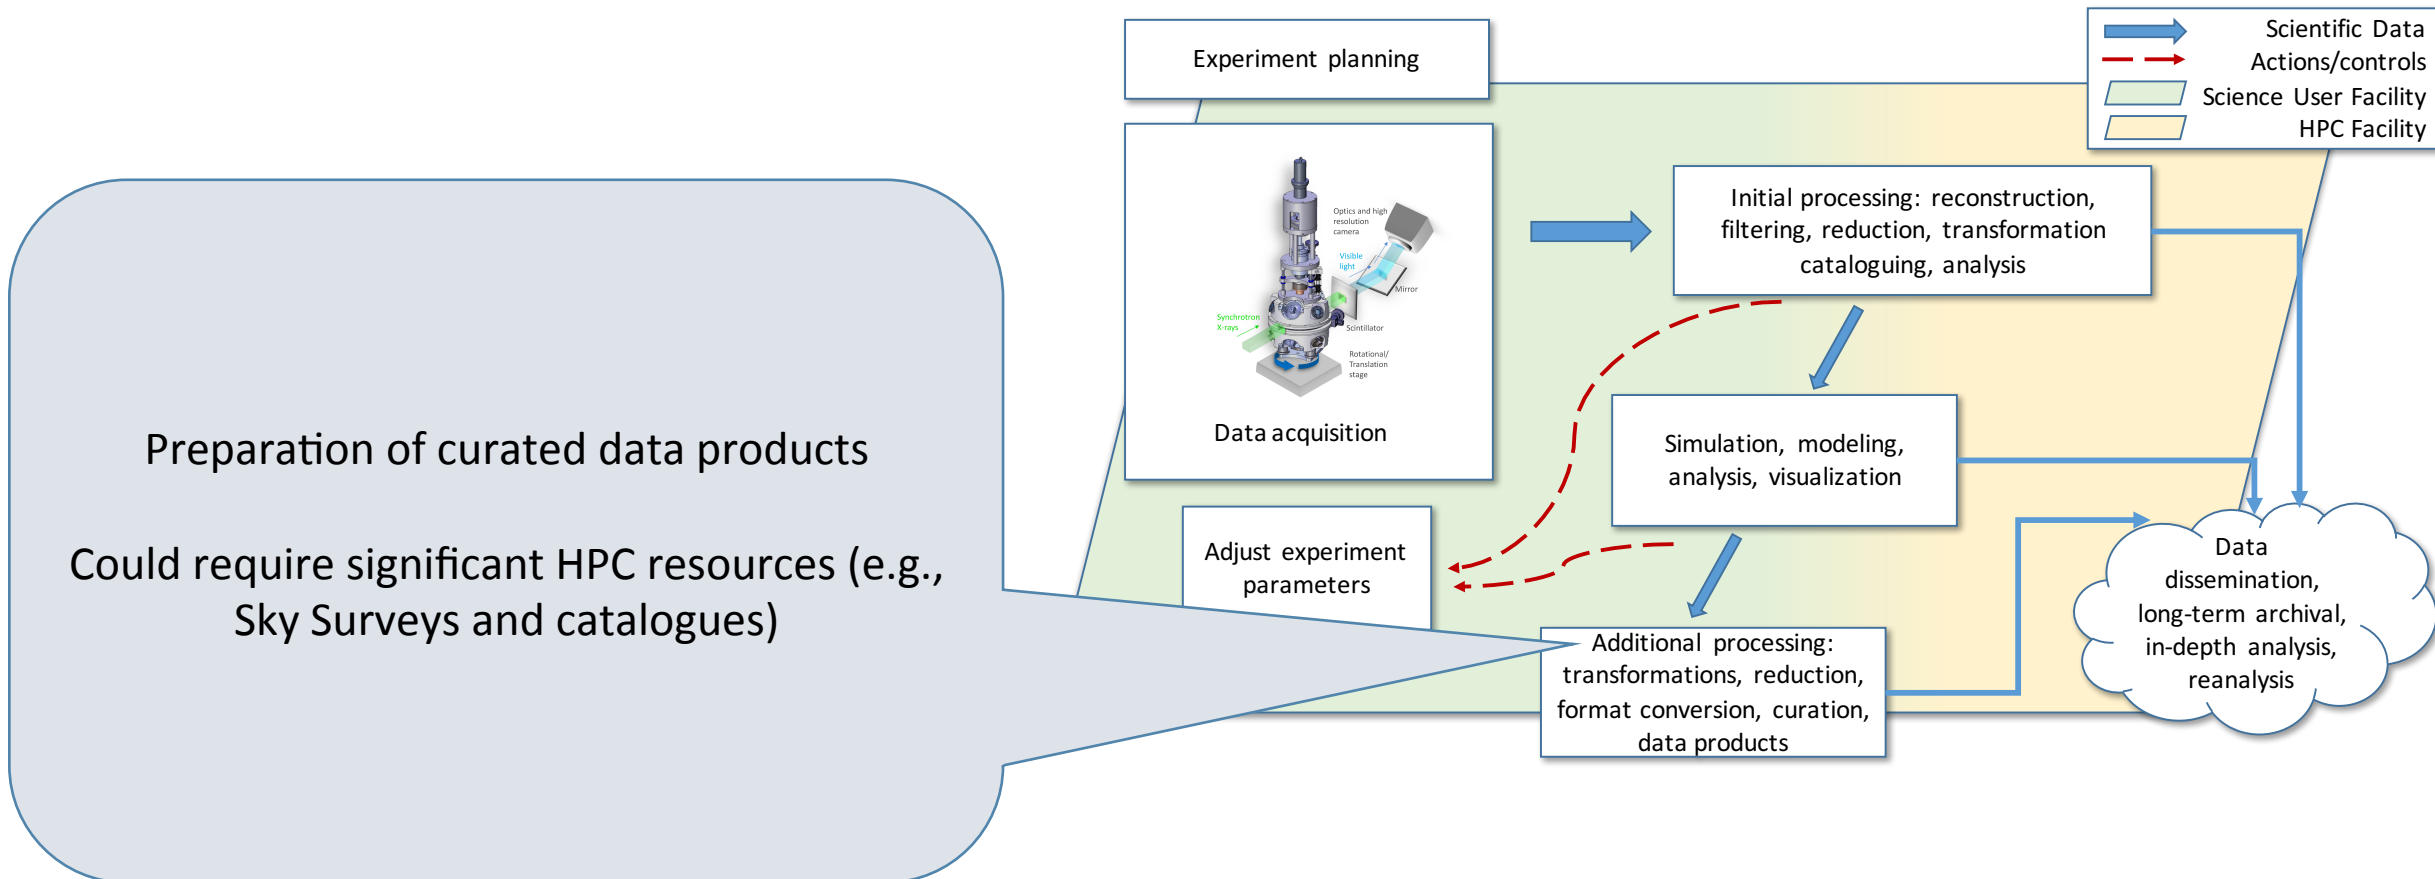 Experiment planning
Scientific Data
Actions/controls
Science User Facility
HPC Facility
Optics and high
resolution
camera
Visible
light
Mirror
Synchrotron
X-rays
Scintillator
Rotational/
Translation
stage
Data acquisition
Initial processing: reconstruction,
filtering, reduction, transformation
cataloguing, analysis
Simulation, modeling,
analysis, visualization
Adjust experiment
parameters
Additional processing:
transformations, reduction,
format conversion, curation,
data products
Data
dissemination,
long-term archival,
in-depth analysis,
reanalysis
Preparation of curated data products
Could require significant HPC resources (e.g.,
Sky Surveys and catalogues)